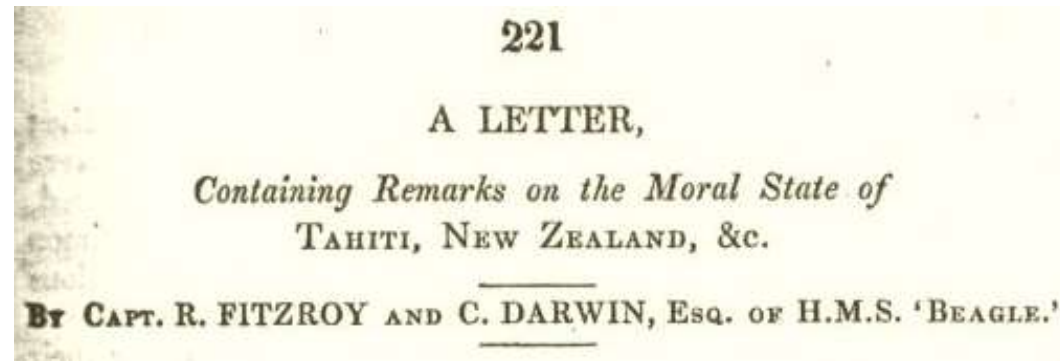 221
A LETTER,
Containing Remarks on the Moral State of
TAHITI, NEW ZEALAND, &c.
BY CAPT. R. FITZROY AND C. DARWIN, ESQ. OF H.M.S. 'BEAGLE.'